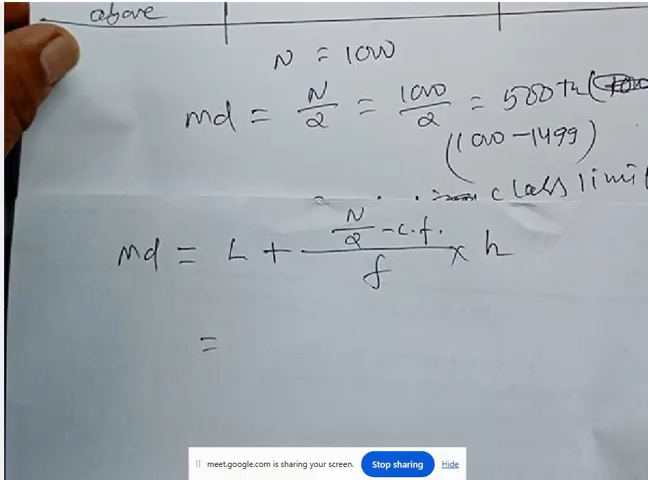 above
N = 1000
Md = N/2 = 1000/2 = 500th (
(1000-1499)
class limit
Md = L + N/2 - c.f. / f × h
=
meet.google.com is sharing your screen. Stop sharing Hide